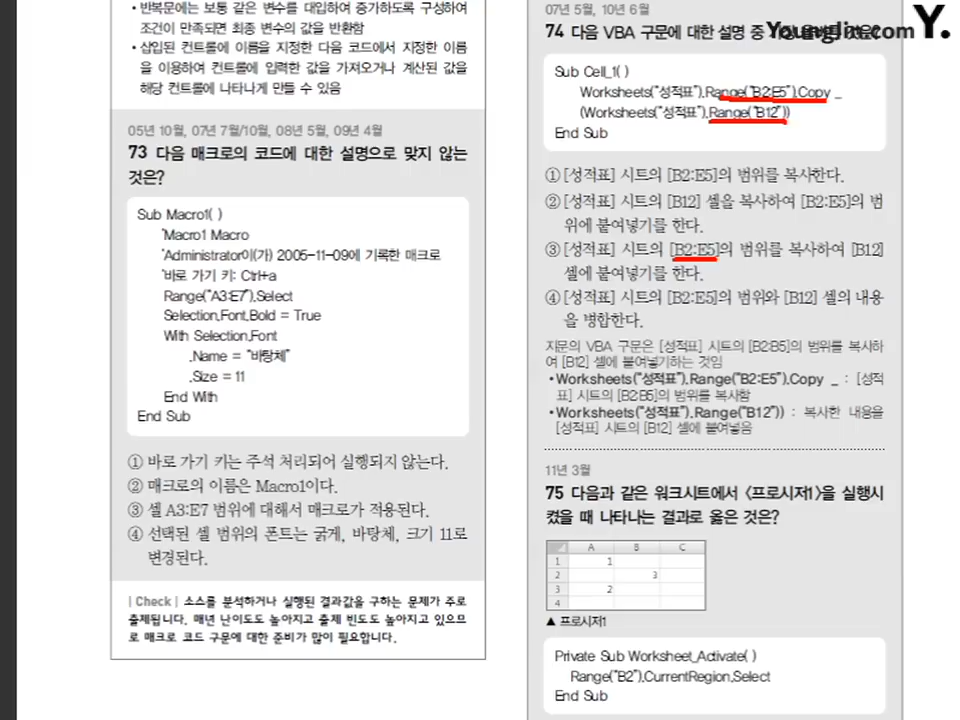 • 반복문에는 보통 같은 변수를 대입하여 증가하도록 구성하여
조건이 만족되면 최종 변수의 값을 반환함
• 삽입된 컨트롤에 이름을 지정한 다음 코드에서 지정한 이름
을 이용하여 컨트롤에 입력한 값을 가져오거나 계산된 값을
해당 컨트롤에 나타나게 만들 수 있음
05년 10월, 07년 7월/10월, 08년 5월, 09년 4월
73 다음 매크로의 코드에 대한 설명으로 맞지 않는
것은?
Sub Macro1( )
'Macro1 Macro
'Administrator이(가) 2005-11-09에 기록한 매크로
'바로 가기 키: Ctrl+a
Range("A3:E7").Select
Selection.Font.Bold = True
With Selection.Font
.Name = "바탕체"
.Size = 11
End With
End Sub
① 바로 가기 키는 주석 처리되어 실행되지 않는다.
② 매크로의 이름은 Macro1이다.
③ 셀 A3:E7 범위에 대해서 매크로가 적용된다.
④ 선택된 셀 범위의 폰트는 굵게, 바탕체, 크기 11로
변경된다.
| Check | 소스를 분석하거나 실행된 결과값을 구하는 문제가 주로
출제됩니다. 매년 난이도도 높아지고 출제 빈도도 높아지고 있으므
로 매크로 코드 구문에 대한 준비가 많이 필요합니다.
07년 5월, 10년 6월
74 다음 VBA 구문에 대한 설명 중
Younglin.com Y.
Sub Cell_1( )
Worksheets("성적표").Range("B2:E5").Copy _
(Worksheets("성적표").Range("B12"))
End Sub
① [성적표] 시트의 [B2:E5]의 범위를 복사한다.
② [성적표] 시트의 [B12] 셀을 복사하여 [B2:E5]의 범
위에 붙여넣기를 한다.
③ [성적표] 시트의 [B2:E5]의 범위를 복사하여 [B12]
셀에 붙여넣기를 한다.
④ [성적표] 시트의 [B2:E5]의 범위와 [B12] 셀의 내용
을 병합한다.
지문의 VBA 구문은 [성적표] 시트의 [B2:B5]의 범위를 복사하
여 [B12] 셀에 붙여넣기하는 것임
• Worksheets("성적표").Range("B2:E5").Copy _ : [성적
표] 시트의 [B2:B5]의 범위를 복사함
• Worksheets("성적표").Range("B12")) : 복사한 내용을
[성적표] 시트의 [B12] 셀에 붙여넣음
11년 3월
75 다음과 같은 워크시트에서 〈프로시저1〉을 실행시
켰을 때 나타나는 결과로 옳은 것은?
A B C
1 1
2 3
3 2
4
▲ 프로시저1
Private Sub Worksheet_Activate( )
Range("B2").CurrentRegion.Select
End Sub